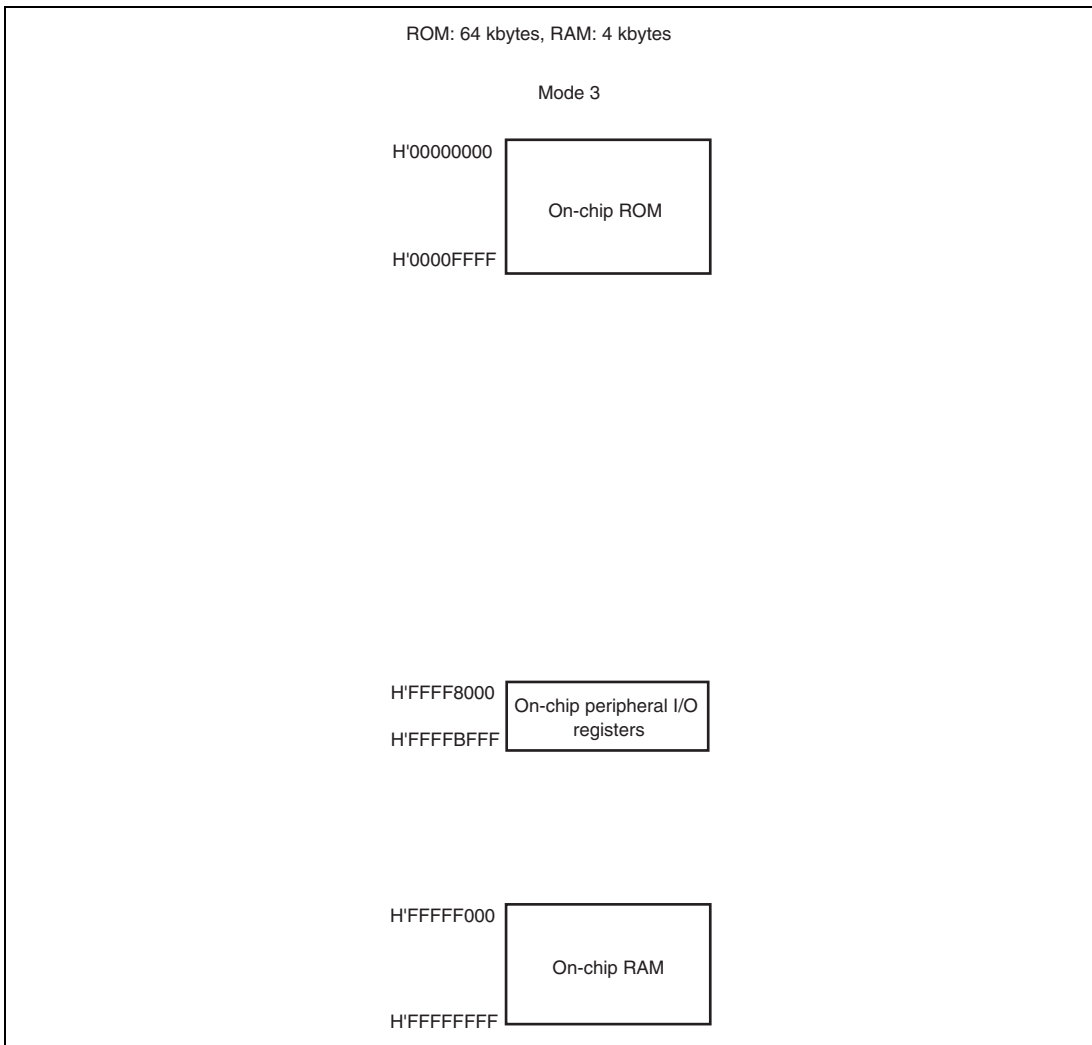 ROM: 64 kbytes, RAM: 4 kbytes
Mode 3
H'00000000
On-chip ROM
H'0000FFFF
H'FFFF8000
On-chip peripheral I/O
registers
H'FFFFBFFF
H'FFFFF000
On-chip RAM
H'FFFFFFFF